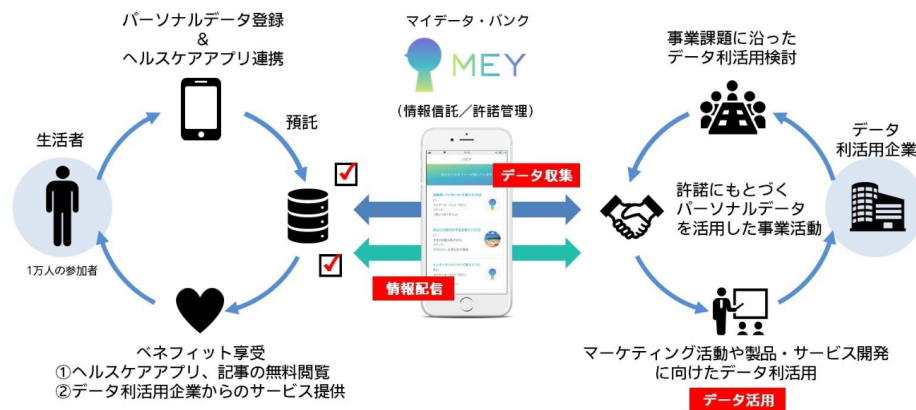 パーソナルデータ登録
&
ヘルスケアアプリ連携
マイデータ・バンク
MEY
(情報信託/許諾管理)
事業課題に沿った
データ利活用検討
生活者
預託
1万人の参加者
MEY
データ収集
情報配信
データ
利活用企業
許諾にもとづく
パーソナルデータ
を活用した事業活動
ベネフィット享受
①ヘルスケアアプリ、記事の無料閲覧
②データ利活用企業からのサービス提供
マーケティング活動や製品・サービス開発
に向けたデータ利活用
データ活用